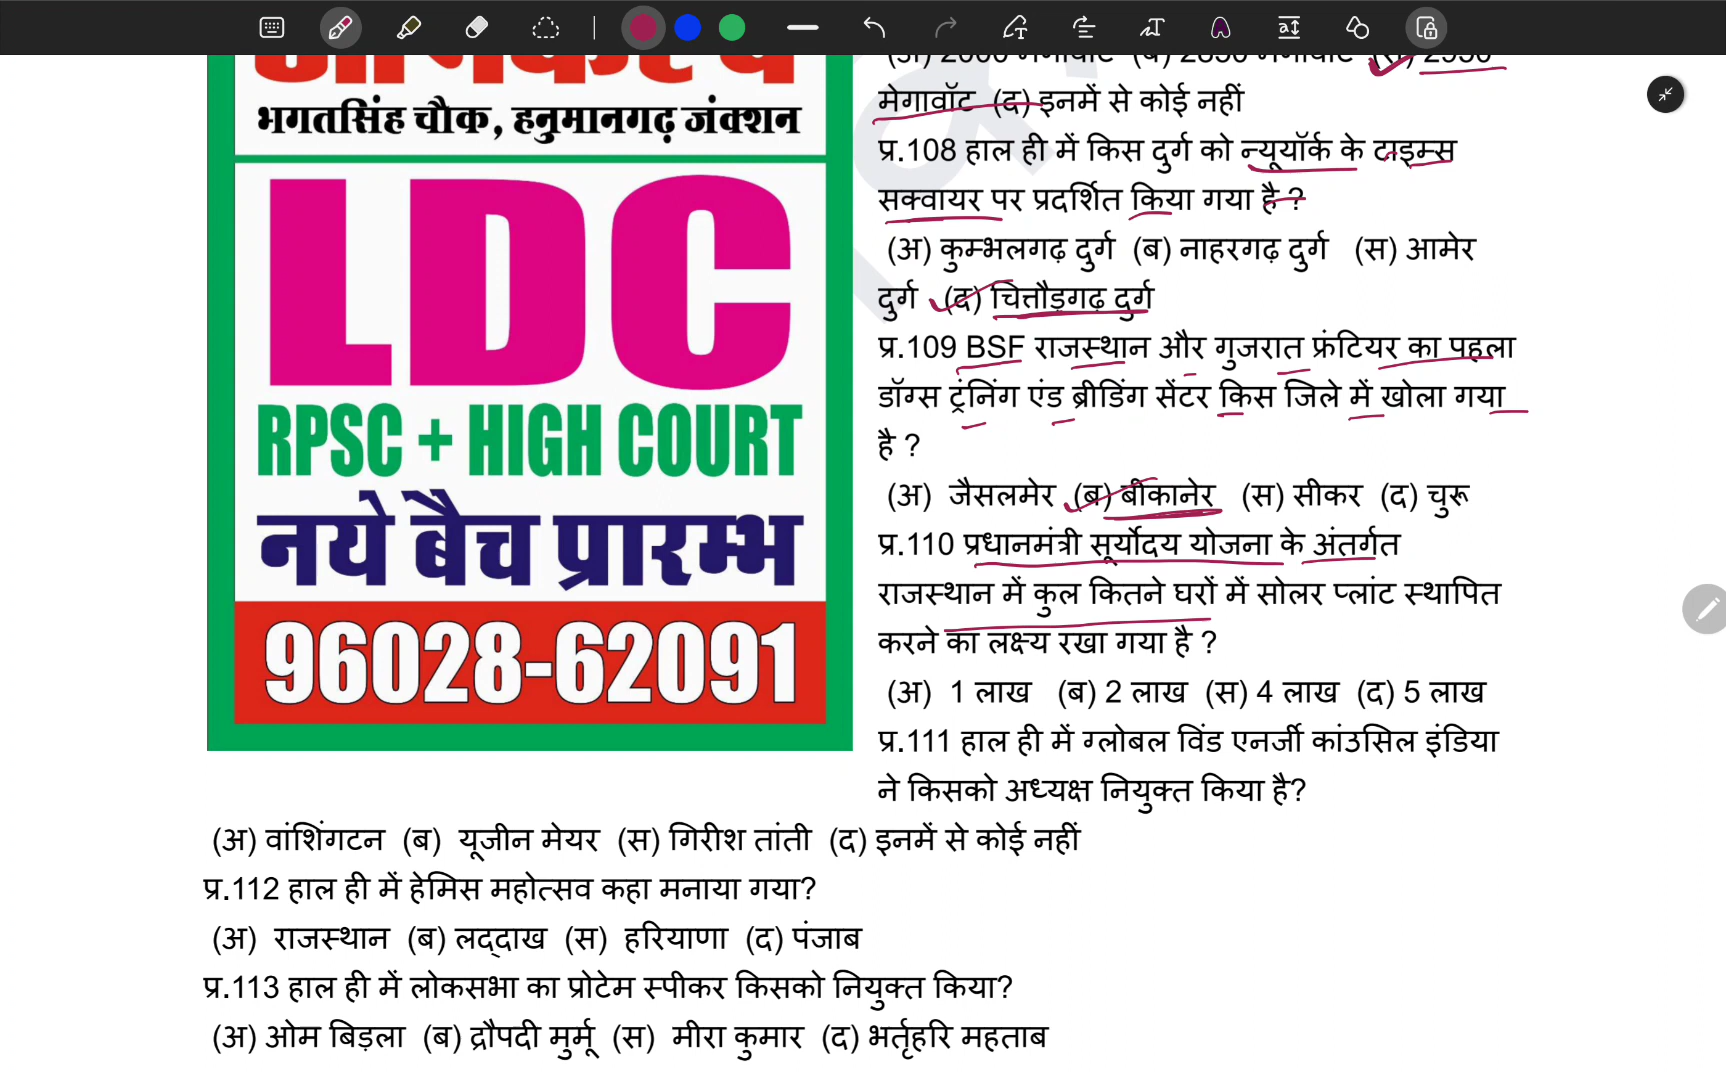 भगतसिंह चौक, हनुमानगढ़ जंक्शन
LDC
RPSC + HIGH COURT
नये बैच प्रारम्भ
96028-62091
मेगावॉट (द) इनमें से कोई नहीं
प्र.108 हाल ही में किस दुर्ग को न्यूयॉर्क के टाइम्स
सक्वायर पर प्रदर्शित किया गया है ?
(अ) कुम्भलगढ़ दुर्ग (ब) नाहरगढ़ दुर्ग (स) आमेर
दुर्ग (द) चित्तौड़गढ़ दुर्ग
प्र.109 BSF राजस्थान और गुजरात फ्रंटियर का पहला
डॉग्स ट्रंनिंग एंड ब्रीडिंग सेंटर किस जिले में खोला गया
है ?
(अ) जैसलमेर (ब) बीकानेर (स) सीकर (द) चुरू
प्र.110 प्रधानमंत्री सूर्योदय योजना के अंतर्गत
राजस्थान में कुल कितने घरों में सोलर प्लांट स्थापित
करने का लक्ष्य रखा गया है ?
(अ) 1 लाख (ब) 2 लाख (स) 4 लाख (द) 5 लाख
प्र.111 हाल ही में ग्लोबल विंड एनर्जी कांउसिल इंडिया
ने किसको अध्यक्ष नियुक्त किया है?
(अ) वांशिंगटन (ब) यूजीन मेयर (स) गिरीश तांती (द) इनमें से कोई नहीं
प्र.112 हाल ही में हेमिस महोत्सव कहा मनाया गया?
(अ) राजस्थान (ब) लद्दाख (स) हरियाणा (द) पंजाब
प्र.113 हाल ही में लोकसभा का प्रोटेम स्पीकर किसको नियुक्त किया?
(अ) ओम बिड़ला (ब) द्रौपदी मुर्मू (स) मीरा कुमार (द) भर्तृहरि महताब